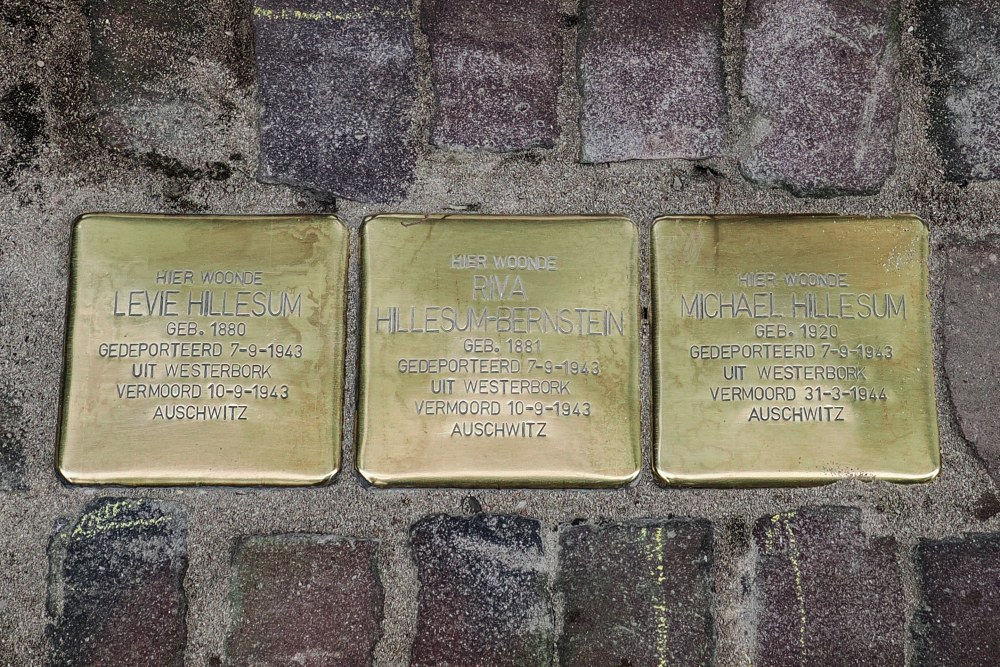 HIER WOONDE
LEVIE HILLESUM
GEB. 1880
GEDEPORTEERD 7-9-1943
UIT WESTERBORK
VERMOORD 10-9-1943
AUSCHWITZ
HIER WOONDE
RIVA
HILLESUM-BERNSTEIN
GEB. 1881
GEDEPORTEERD 7-9-1943
UIT WESTERBORK
VERMOORD 10-9-1943
AUSCHWITZ
HIER WOONDE
MICHAEL HILLESUM
GEB. 1920
GEDEPORTEERD 7-9-1943
UIT WESTERBORK
VERMOORD 31-3-1944
AUSCHWITZ